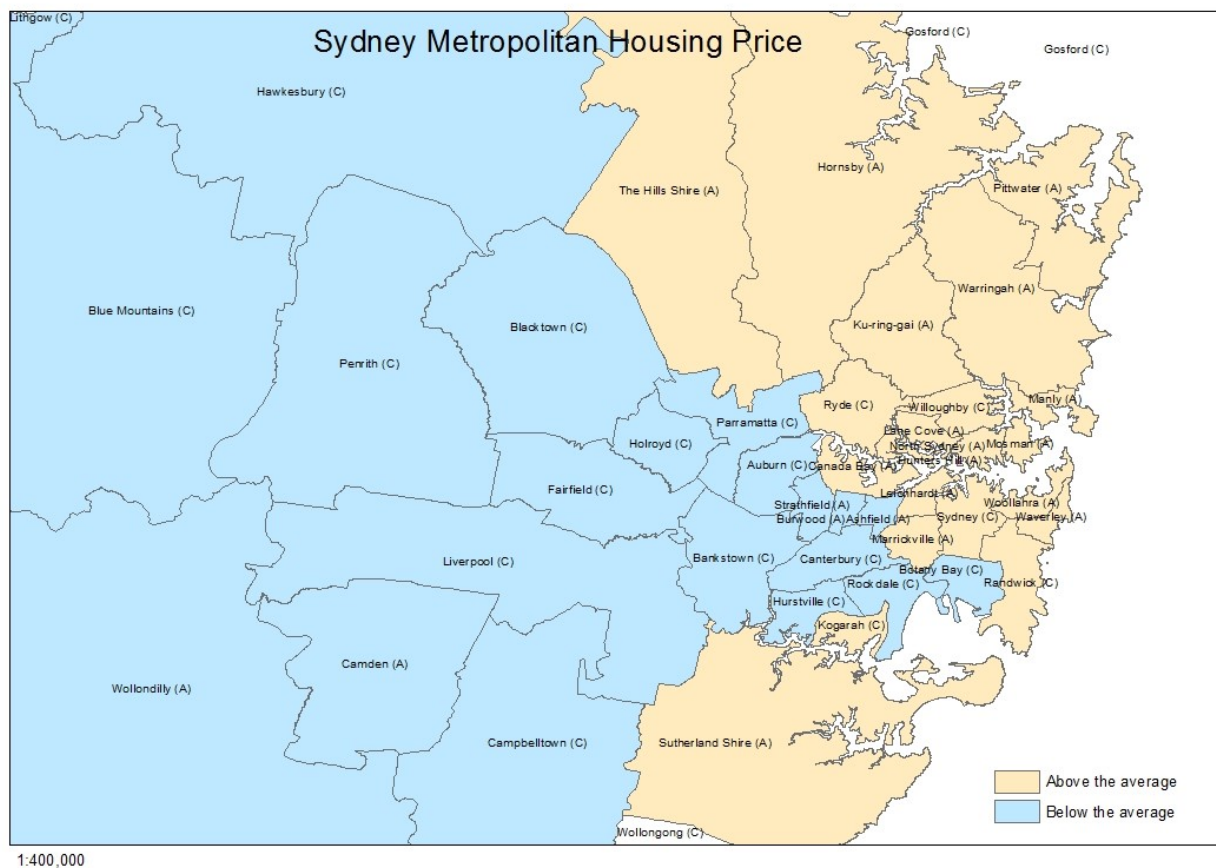 Lithgow (C)
Sydney Metropolitan Housing Price
Gosford (C)
Gosford (C)
Hawkesbury (C)
Hornsby (A)
The Hills Shire (A)
Pittwater (A)
Warringah (A)
Blue Mountains (C)
Blacktown (C)
Ku-ring-gai (A)
Penrith (C)
Manly (A)
Ryde (C)
Willoughby (C)
Parramatta (C)
Lane Cove (A)
Holroyd (C)
North Sydney (A)
Mosman (A)
Hunters Hill (A)
Auburn (C)
Canada Bay (A)
Fairfield (C)
Leichhardt (A)
Strathfield (A)
Woollahra (A)
Burwood (A)
Ashfield (A)
Sydney (C)
Waverley (A)
Marrickville (A)
Bankstown (C)
Canterbury (C)
Liverpool (C)
Botany Bay (C)
Rockdale (C)
Randwick (C)
Hurstville (C)
Kogarah (C)
Camden (A)
Wollondilly (A)
Campbelltown (C)
Sutherland Shire (A)
Above the average
Below the average
Wollongong (C)
1:400,000